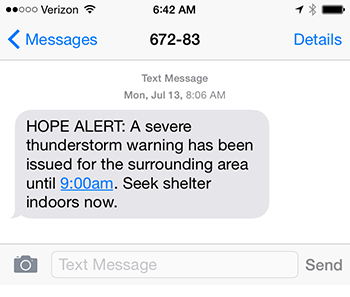 Verizon 6:42 AM
Messages 672-83 Details
Text Message
Mon, Jul 13, 8:06 AM
HOPE ALERT: A severe
thunderstorm warning has been
issued for the surrounding area
until 9:00am. Seek shelter
indoors now.
Text Message Send